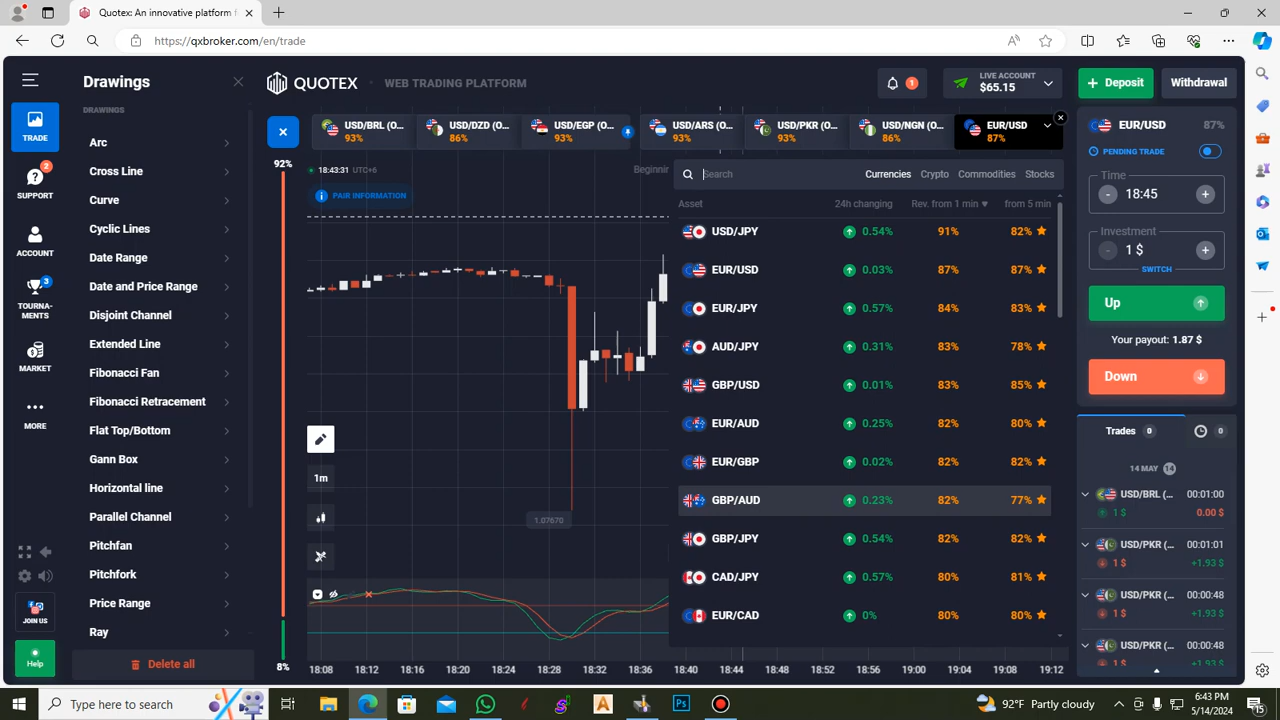 Quotex: An innovative platform f
https://qxbroker.com/en/trade
Drawings
QUOTEX
WEB TRADING PLATFORM
1
LIVE ACCOUNT
$65.15
Deposit
Withdrawal
TRADE
2
SUPPORT
ACCOUNT
3
TOURNA-
MENTS
MARKET
MORE
JOIN US
Help
DRAWINGS
Arc
Cross Line
Curve
Cyclic Lines
Date Range
Date and Price Range
Disjoint Channel
Extended Line
Fibonacci Fan
Fibonacci Retracement
Flat Top/Bottom
Gann Box
Horizontal line
Parallel Channel
Pitchfan
Pitchfork
Price Range
Ray
Delete all
USD/BRL (O...
93%
USD/DZD (O...
86%
USD/EGP (O...
93%
USD/ARS (O...
93%
USD/PKR (O...
93%
USD/NGN (O...
86%
EUR/USD
87%
92%
8%
18:43:31 UTC+6
Beginnin
PAIR INFORMATION
1m
1.07670
Search
Currencies Crypto Commodities Stocks
Asset 24h changing Rev. from 1 min from 5 min
USD/JPY 0.54% 91% 82%
EUR/USD 0.03% 87% 87%
EUR/JPY 0.57% 84% 83%
AUD/JPY 0.31% 83% 78%
GBP/USD 0.01% 83% 85%
EUR/AUD 0.25% 82% 80%
EUR/GBP 0.02% 82% 82%
GBP/AUD 0.23% 82% 77%
GBP/JPY 0.54% 82% 82%
CAD/JPY 0.57% 80% 81%
EUR/CAD 0% 80% 80%
18:08 18:12 18:16 18:20 18:24 18:28 18:32 18:36 18:40 18:44 18:48 18:52 18:56 19:00 19:04 19:08 19:12
EUR/USD 87%
PENDING TRADE
Time
18:45
Investment
1 $
SWITCH
Up
Your payout: 1.87 $
Down
Trades 0 0
14 MAY 14
USD/BRL (... 00:01:00
1 $ 0.00 $
USD/PKR (... 00:01:01
1 $ +1.93 $
USD/PKR (... 00:00:48
1 $ +1.93 $
USD/PKR (... 00:00:48
1 $ +1.93 $
Type here to search
92°F Partly cloudy
6:43 PM
5/14/2024
15